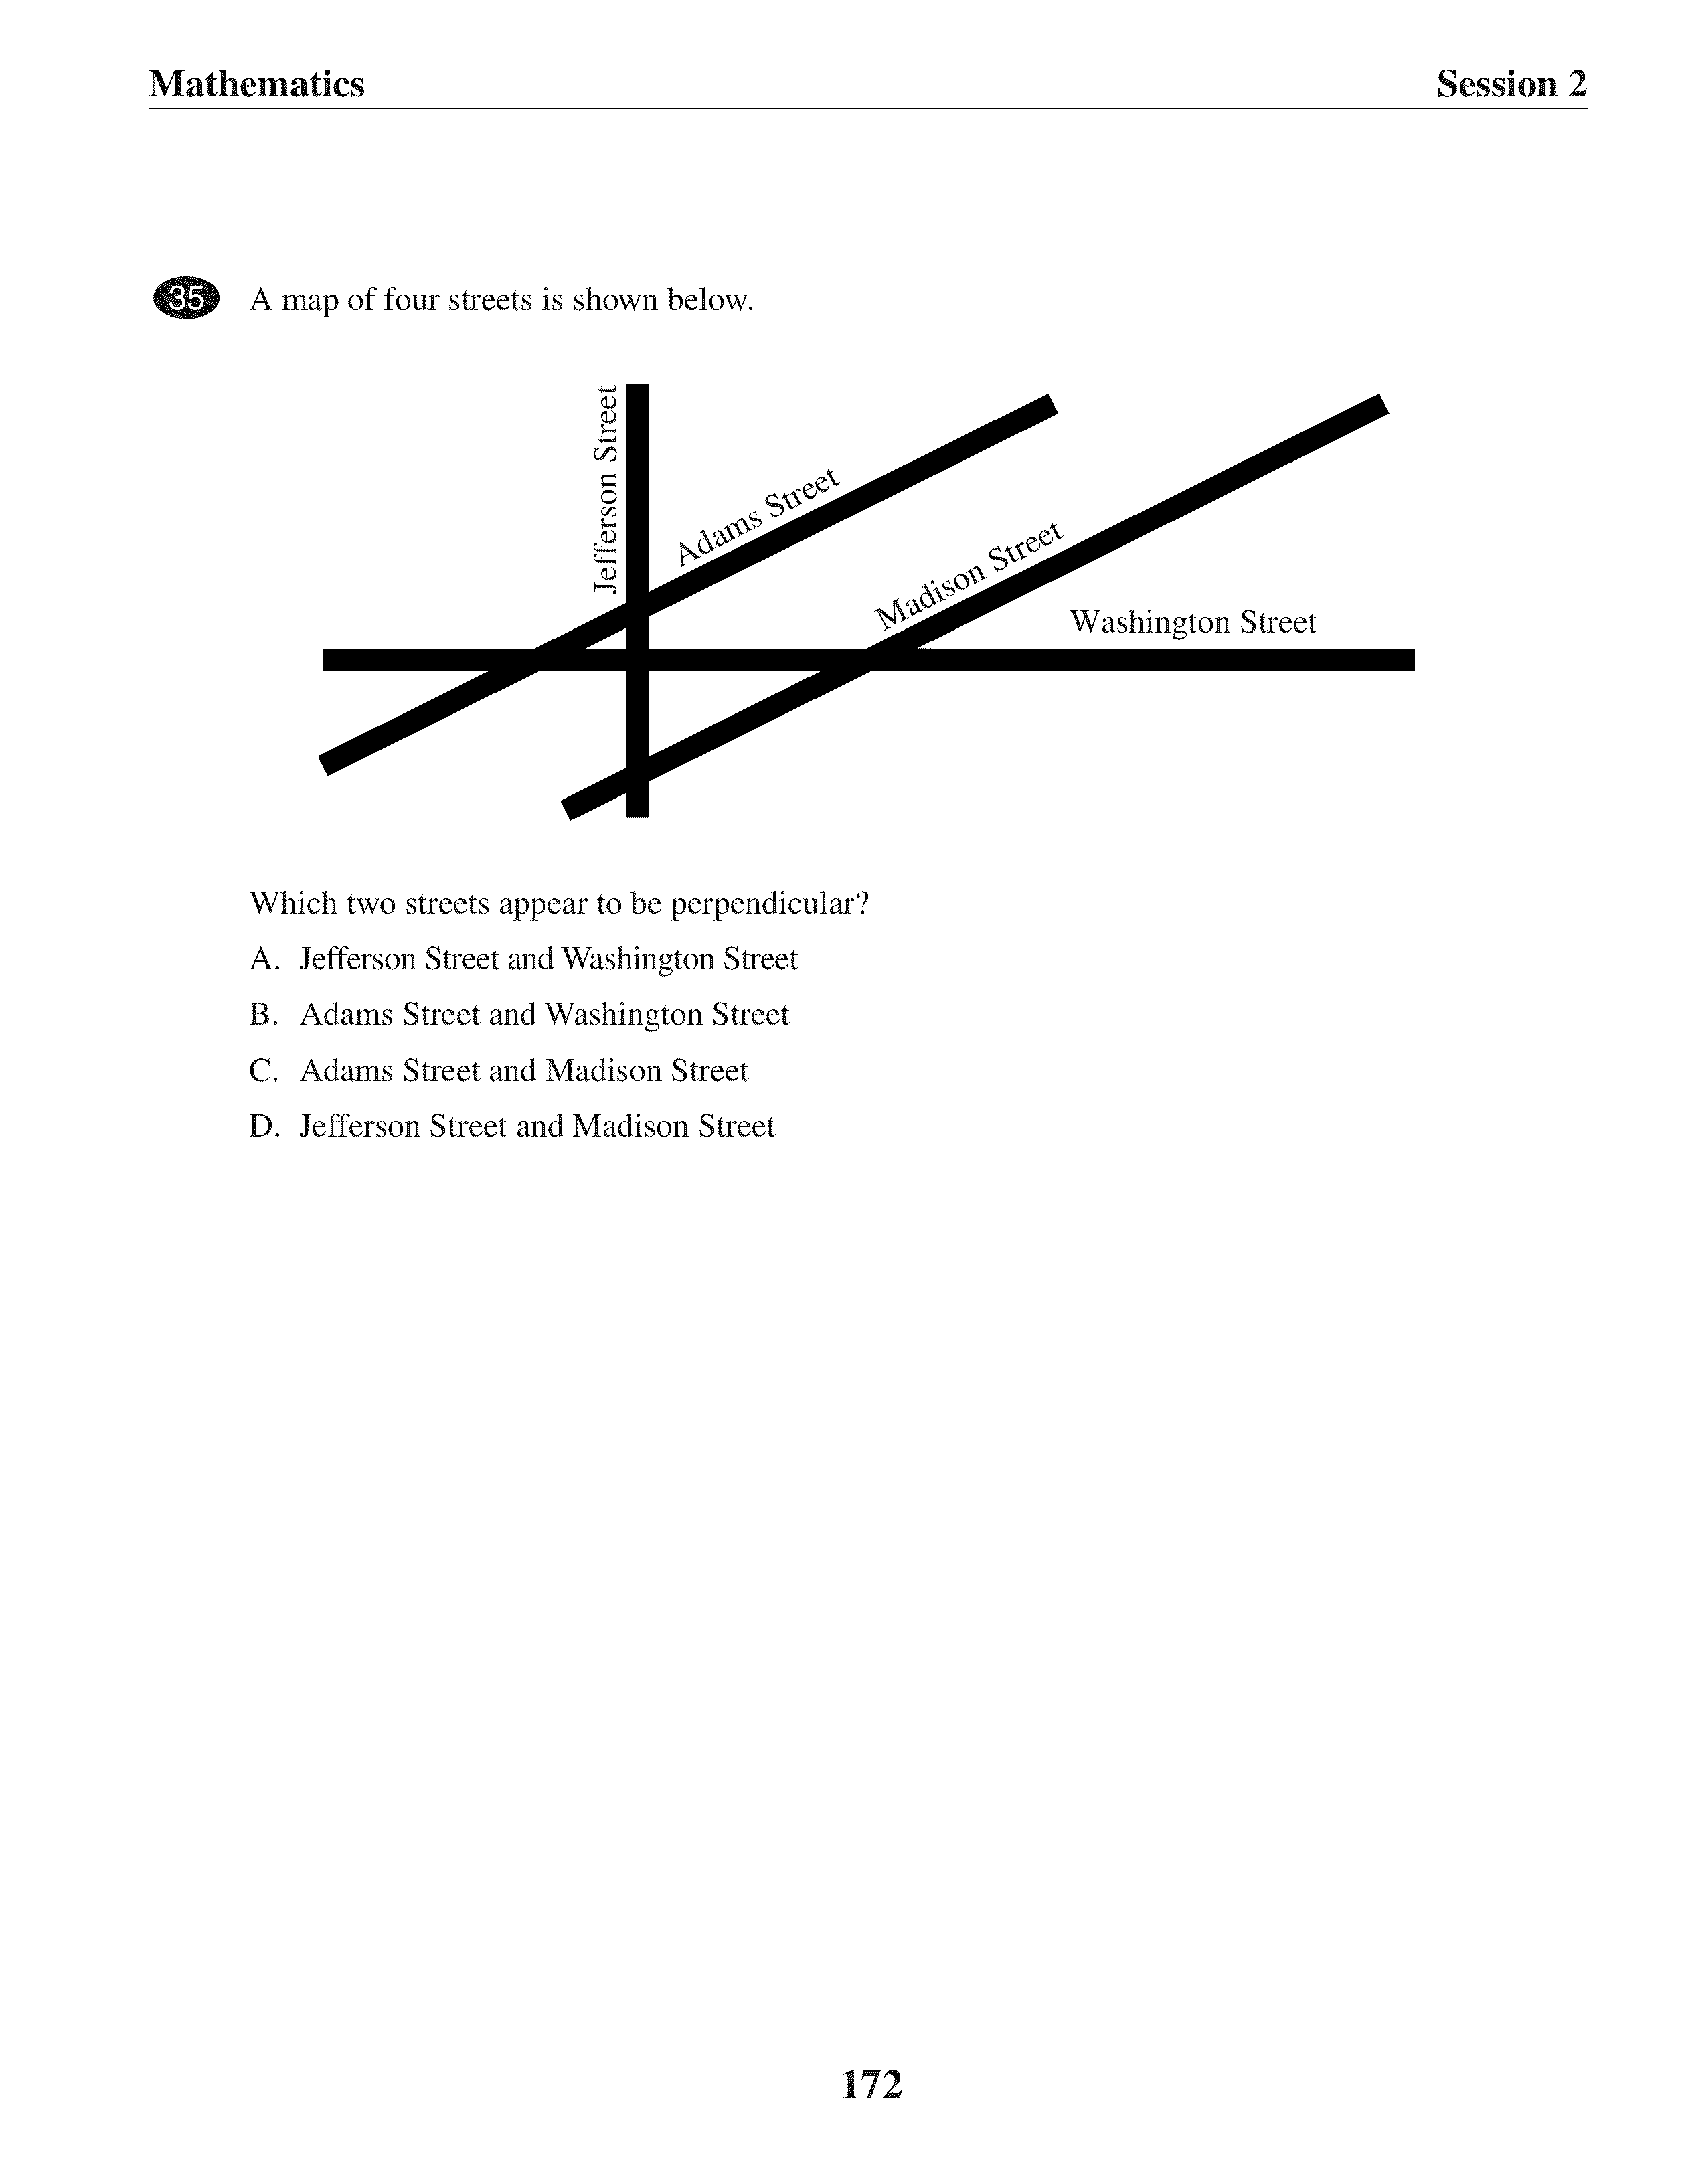 Mathematics Session 2
35 A map of four streets is shown below.
Jefferson Street
Adams Street
Madison Street
Washington Street
Which two streets appear to be perpendicular?
A. Jefferson Street and Washington Street
B. Adams Street and Washington Street
C. Adams Street and Madison Street
D. Jefferson Street and Madison Street
172